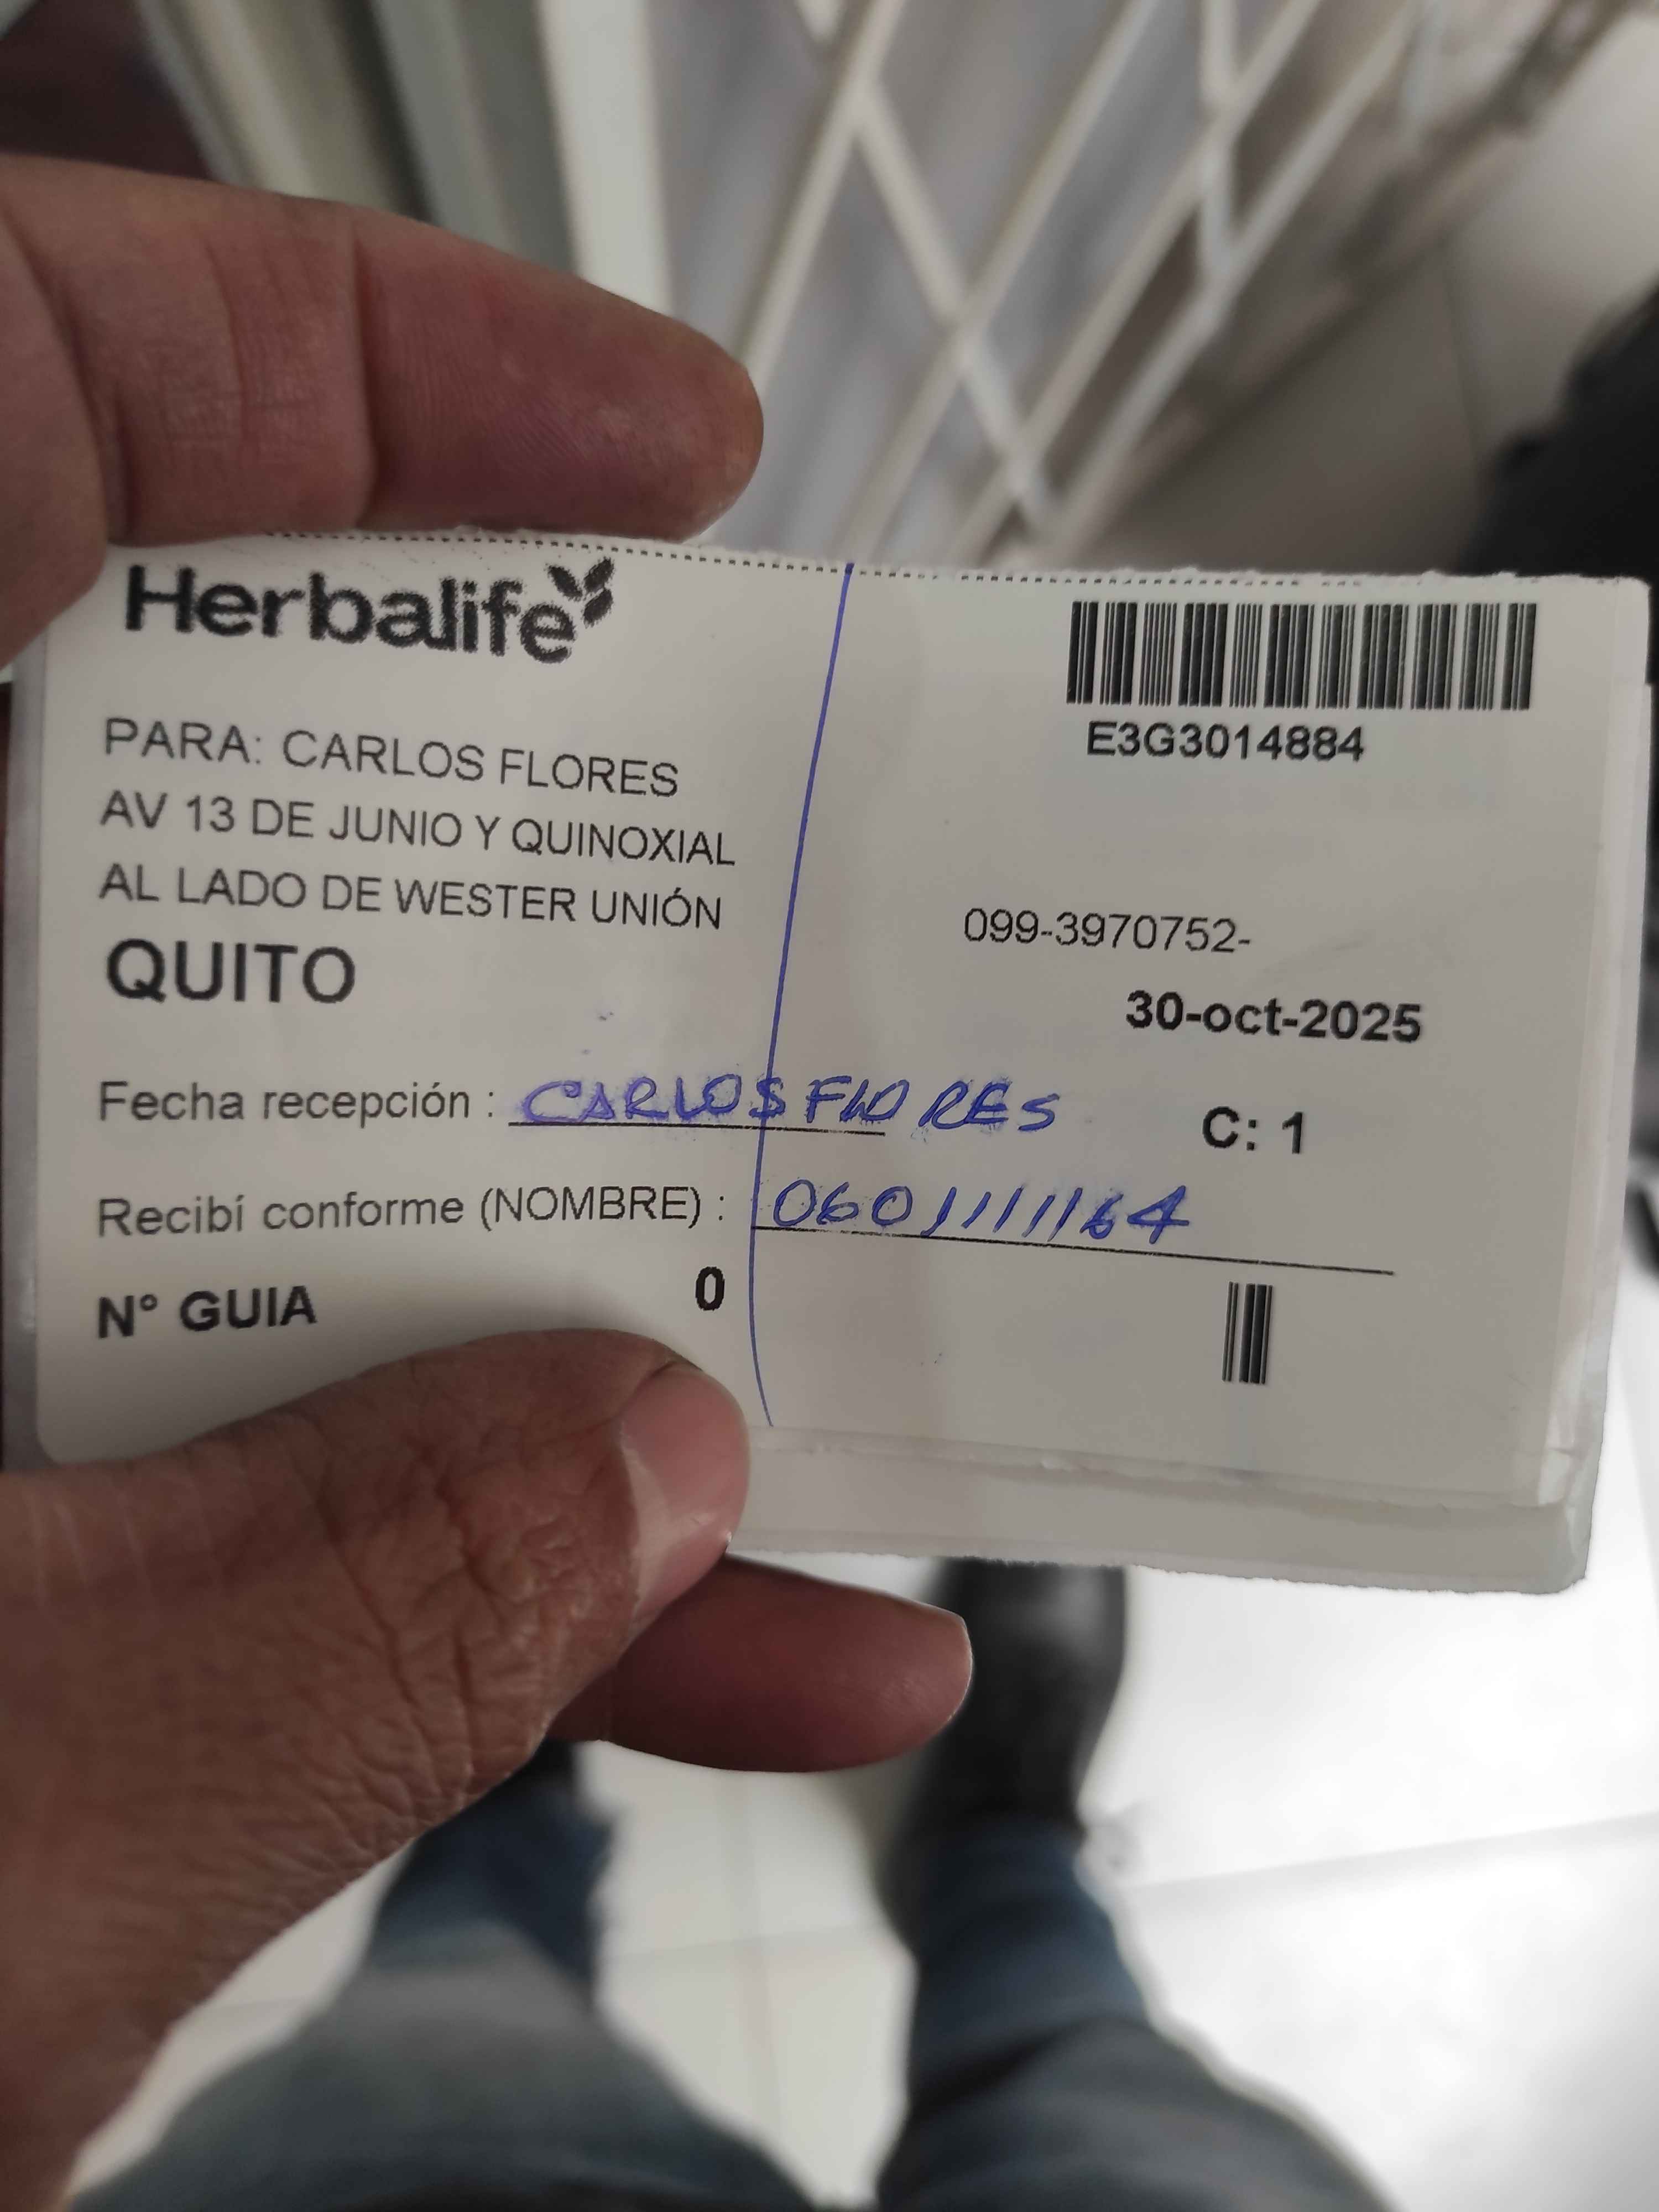 Herbalife
E3G3014884
PARA: CARLOS FLORES
AV 13 DE JUNIO Y QUINOXIAL
AL LADO DE WESTER UNIÓN
099-3970752-
QUITO
30-oct-2025
Fecha recepción : CARLOS FLORES
C: 1
Recibí conforme (NOMBRE) :
N° GUIA 0